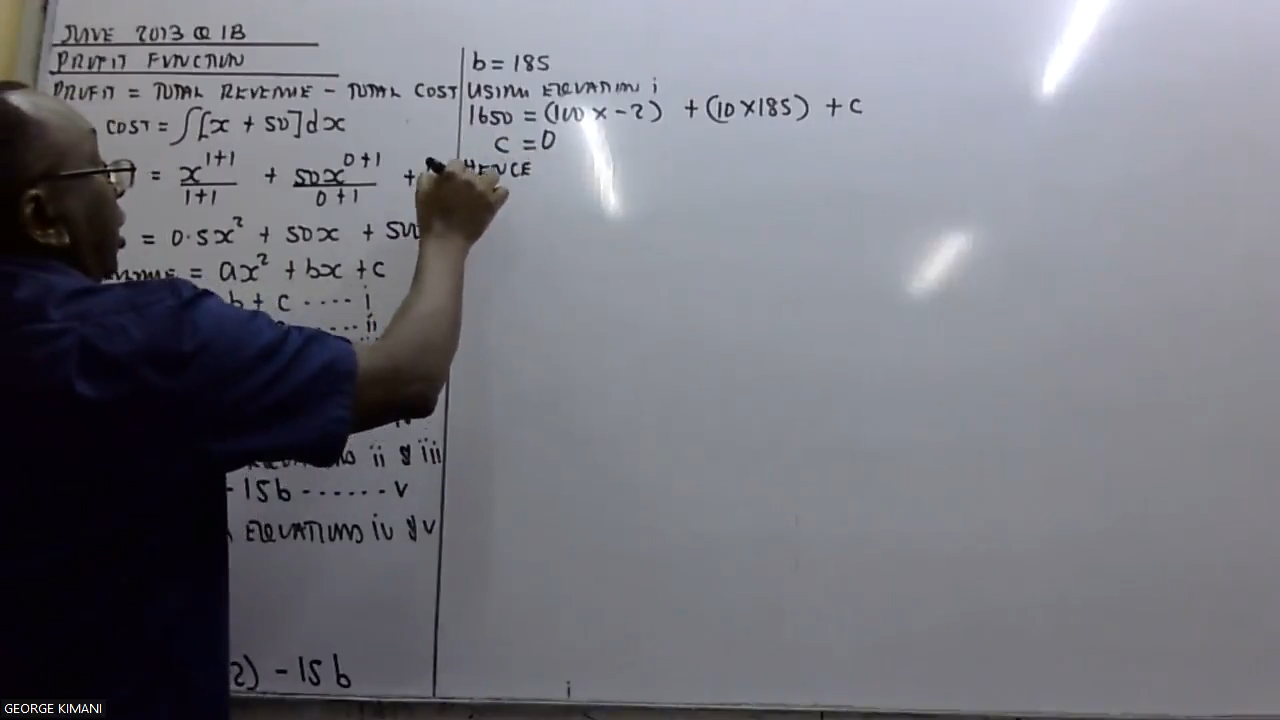 JUNE 2013 Q 1B
PROFIT FUNCTION
PROFIT = TOTAL REVENUE - TOTAL COST
COST = ∫[x + 50]dx
= x^(1+1)/(1+1) + 50x^(0+1)/(0+1) +
= 0.5x² + 50x + 500
= ax² + bx + c
b + c ···· i
···· ii
ii & iii
- 15b ······ v
EQUATIONS iv & v
2) - 15b
b = 185
USING EQUATION i
1650 = (100 x -2) + (10 x 185) + c
c = 0
HENCE
GEORGE KIMANI